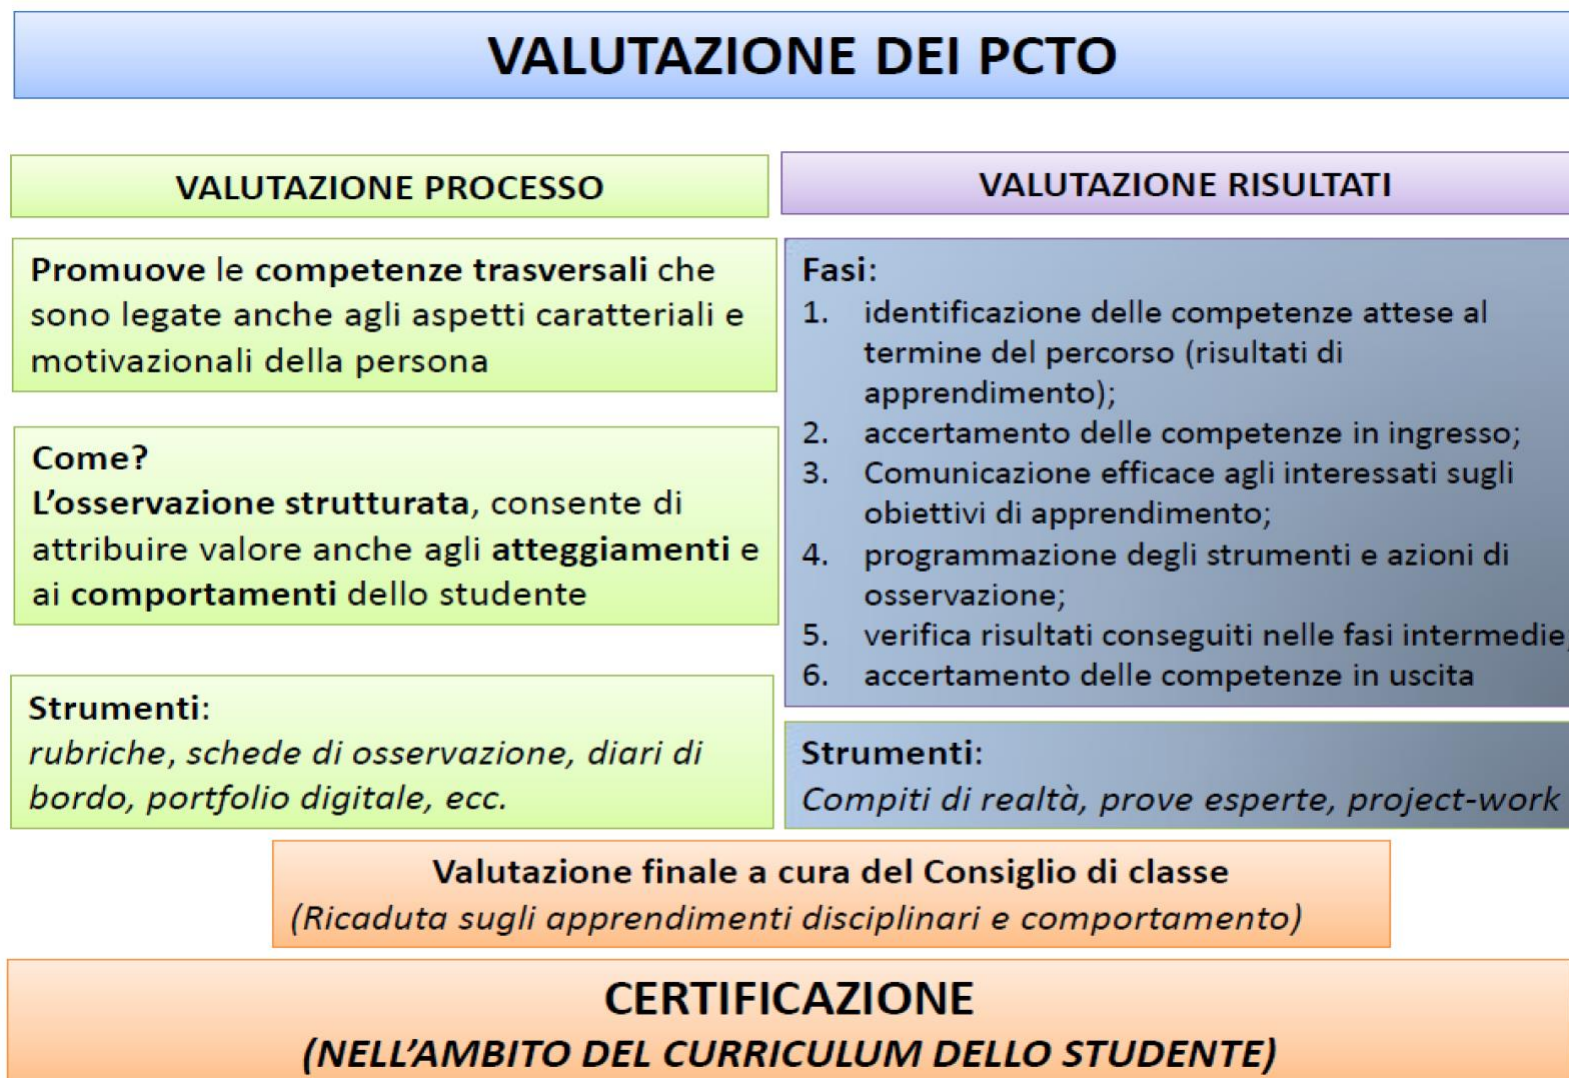 VALUTAZIONE DEI PCTO
VALUTAZIONE PROCESSO
Promuove le competenze trasversali che
sono legate anche agli aspetti caratteriali e
motivazionali della persona
Come?
L’osservazione strutturata, consente di
attribuire valore anche agli atteggiamenti e
ai comportamenti dello studente
Strumenti:
rubriche, schede di osservazione, diari di
bordo, portfolio digitale, ecc.
VALUTAZIONE RISULTATI
Fasi:
1. identificazione delle competenze attese al
termine del percorso (risultati di
apprendimento);
2. accertamento delle competenze in ingresso;
3. Comunicazione efficace agli interessati sugli
obiettivi di apprendimento;
4. programmazione degli strumenti e azioni di
osservazione;
5. verifica risultati conseguiti nelle fasi intermedie;
6. accertamento delle competenze in uscita
Strumenti:
Compiti di realtà, prove esperte, project-work
Valutazione finale a cura del Consiglio di classe
(Ricaduta sugli apprendimenti disciplinari e comportamento)
CERTIFICAZIONE
(NELL’AMBITO DEL CURRICULUM DELLO STUDENTE)